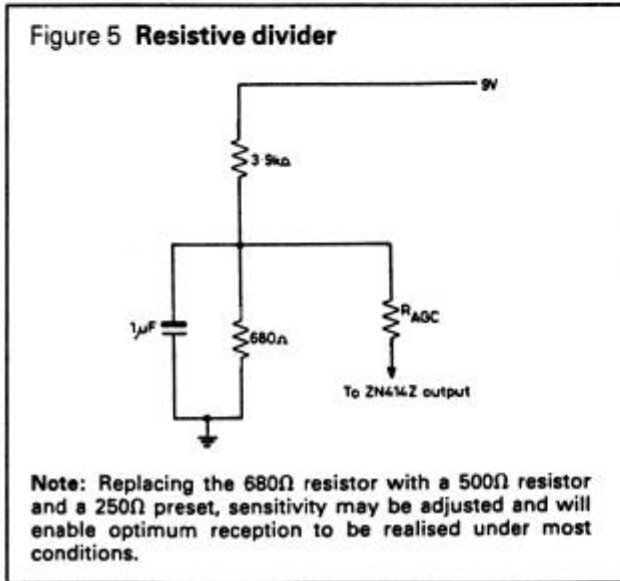 Figure 5 Resistive divider
9V
3·9kΩ
1µF
680Ω
RAGC
To ZN414Z output
Note: Replacing the 680Ω resistor with a 500Ω resistor
and a 250Ω preset, sensitivity may be adjusted and will
enable optimum reception to be realised under most
conditions.